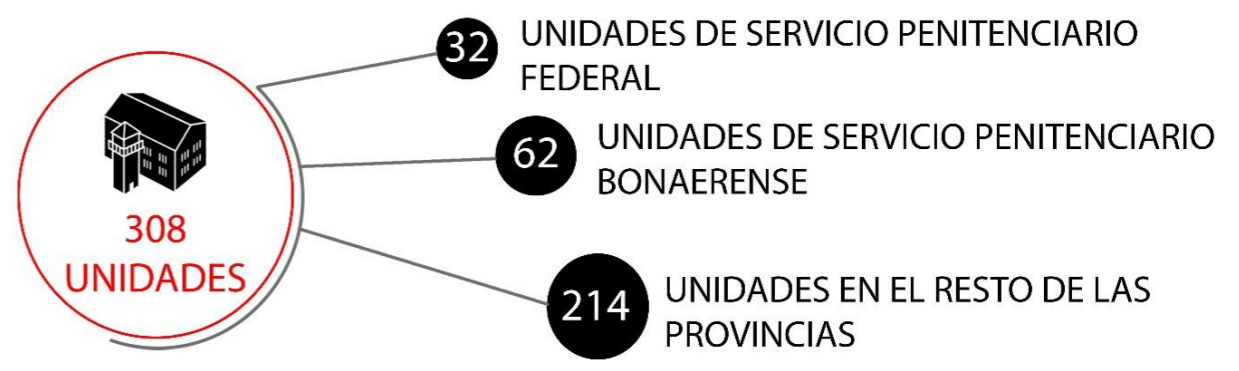 308
UNIDADES
32
UNIDADES DE SERVICIO PENITENCIARIO
FEDERAL
62
UNIDADES DE SERVICIO PENITENCIARIO
BONAERENSE
214
UNIDADES EN EL RESTO DE LAS
PROVINCIAS